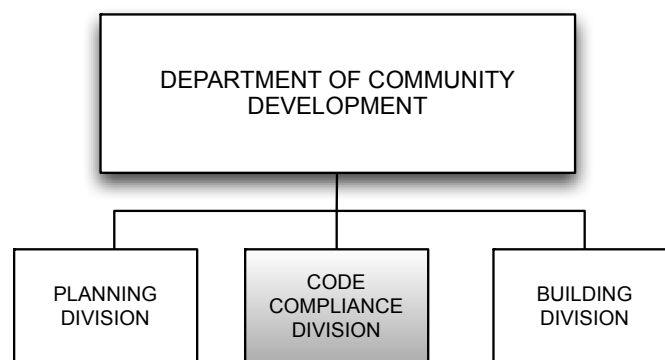 DEPARTMENT OF COMMUNITY
DEVELOPMENT
PLANNING
DIVISION
CODE
COMPLIANCE
DIVISION
BUILDING
DIVISION